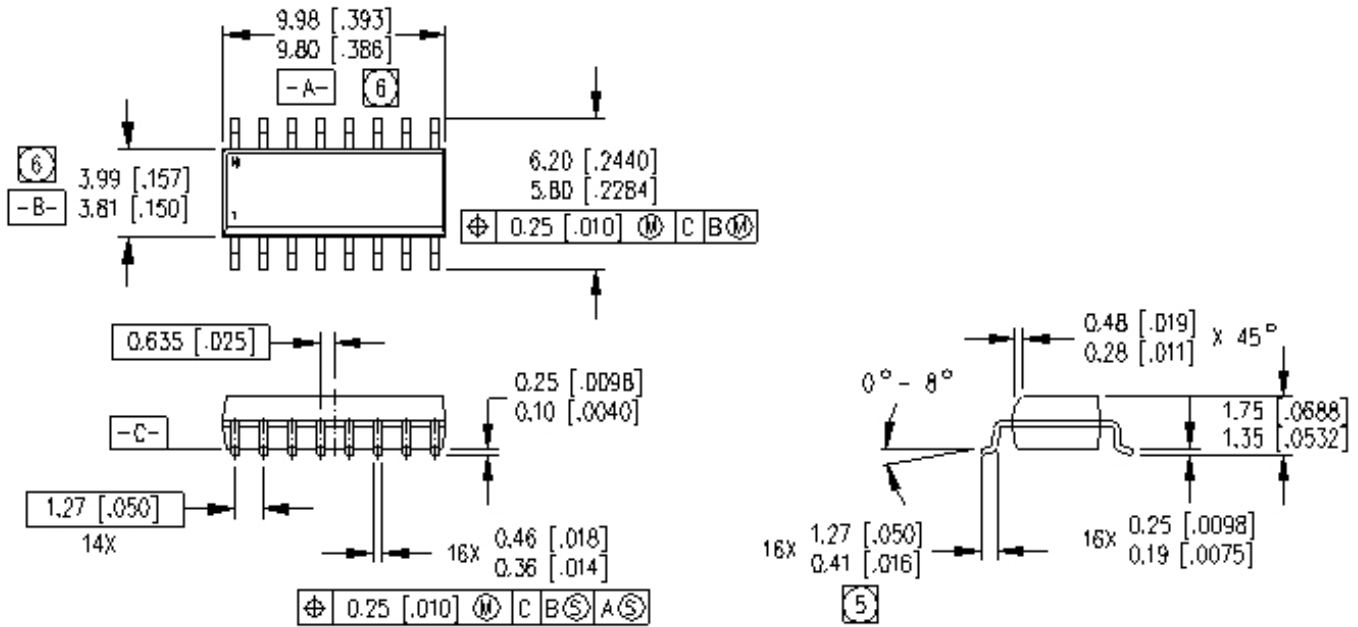 9.98 [.393]
9.80 [.386]
-A- 6
6
3.99 [.157]
-B- 3.81 [.150]
1
6.20 [.2440]
5.80 [.2284]
⌖ 0.25 [.010] Ⓜ C B Ⓜ
0.635 [.025]
0.25 [.0098]
0.10 [.0040]
-C-
1.27 [.050]
14X
16X 0.46 [.018]
0.36 [.014]
⌖ 0.25 [.010] Ⓜ C B Ⓢ A Ⓢ
0.48 [.019]
0.28 [.011] X 45°
0° - 8°
1.75 [.0688]
1.35 [.0532]
16X 1.27 [.050]
0.41 [.016]
5
16X 0.25 [.0098]
0.19 [.0075]